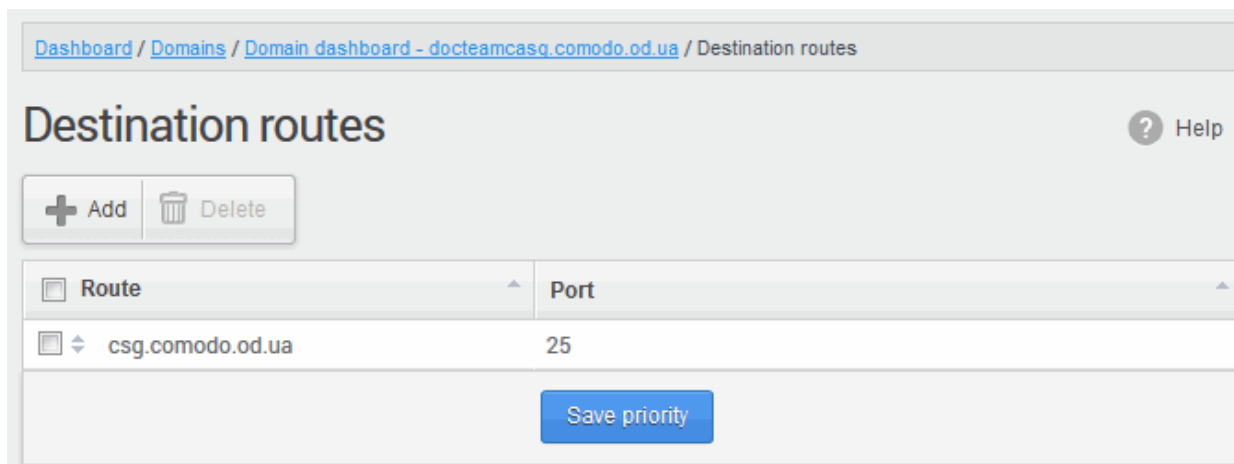 Dashboard / Domains / Domain dashboard - docteamcasg.comodo.od.ua / Destination routes
Destination routes
? Help
Add Delete
Route Port
csg.comodo.od.ua 25
Save priority